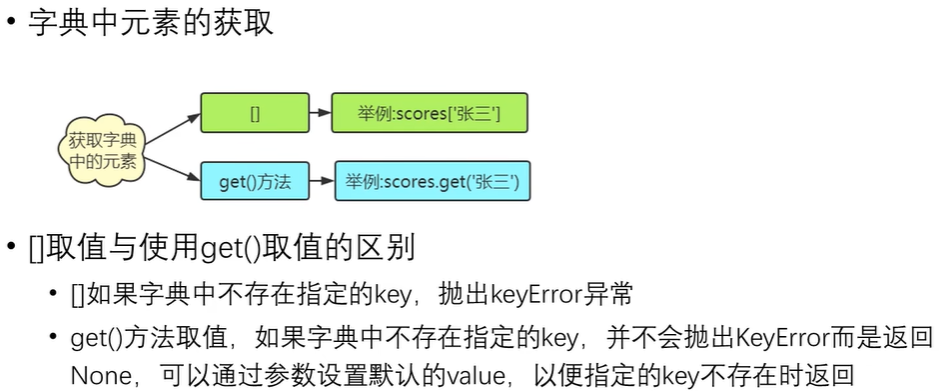 • 字典中元素的获取
获取字典
中的元素
[]
举例:scores['张三']
get()方法
举例:scores.get('张三')
• []取值与使用get()取值的区别
• []如果字典中不存在指定的key，抛出keyError异常
• get()方法取值，如果字典中不存在指定的key，并不会抛出KeyError而是返回
None，可以通过参数设置默认的value，以便指定的key不存在时返回